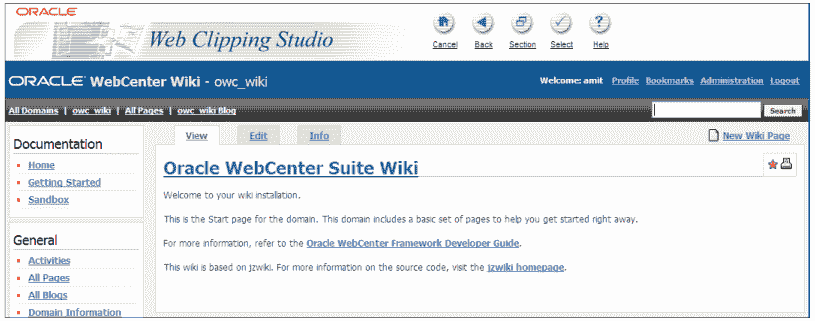 ORACLE
Web Clipping Studio
Cancel Back Section Select Help
ORACLE WebCenter Wiki - owc_wiki
Welcome: amit Profile Bookmarks Administration Logout
All Domains | owc_wiki | All Pages | owc_wiki Blog
Search
View Edit Info
New Wiki Page
Documentation
Home
Getting Started
Sandbox
General
Activities
All Pages
All Blogs
Domain Information
Oracle WebCenter Suite Wiki
Welcome to your wiki installation.
This is the Start page for the domain. This domain includes a basic set of pages to help you get started right away.
For more information, refer to the Oracle WebCenter Framework Developer Guide.
This wiki is based on jzwiki. For more information on the source code, visit the jzwiki homepage.